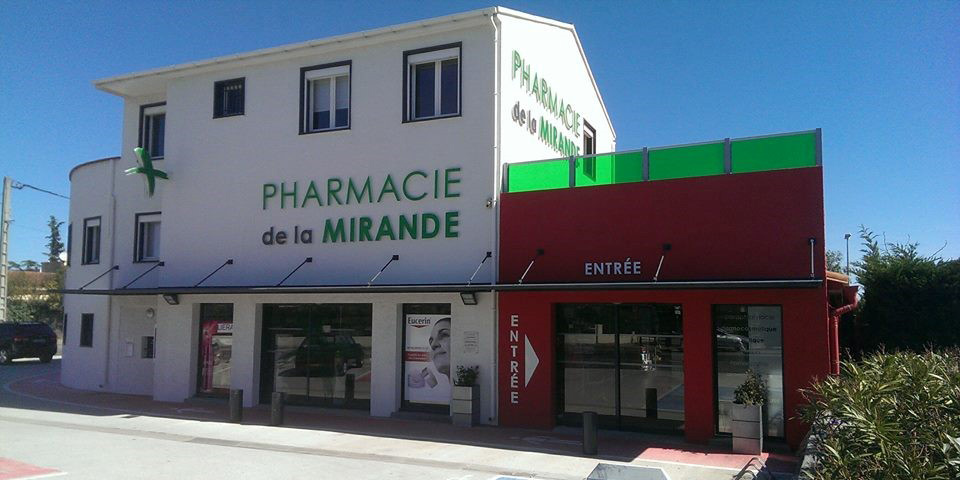 PHARMACIE
de la MIRANDE
PHARMACIE
de la MIRANDE
ENTRÉE
ENTRÉE
Eucerin